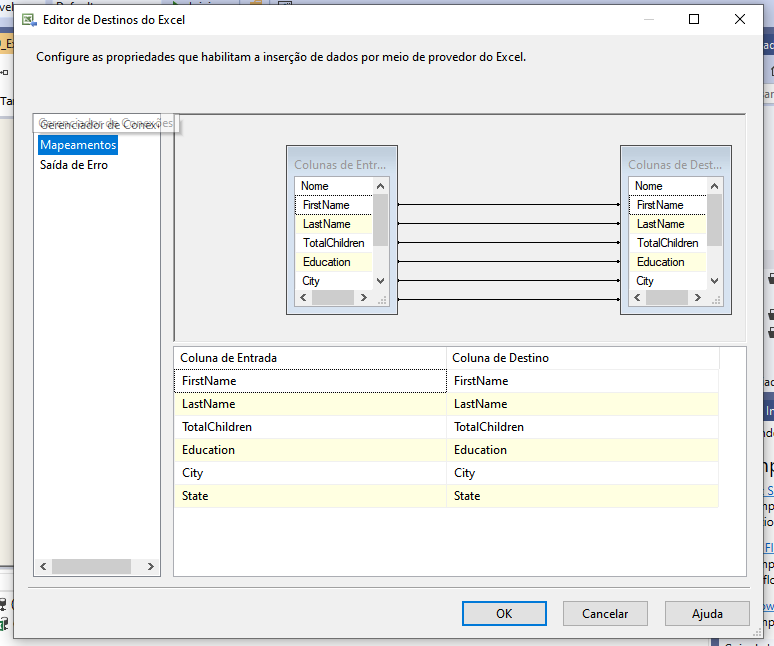 Editor de Destinos do Excel
Configure as propriedades que habilitam a inserção de dados por meio de provedor do Excel.
Gerenciador de Conexões
Mapeamentos
Saída de Erro
Colunas de Entr...
Nome
FirstName
LastName
TotalChildren
Education
City
Colunas de Dest...
Nome
FirstName
LastName
TotalChildren
Education
City
Coluna de Entrada Coluna de Destino
FirstName FirstName
LastName LastName
TotalChildren TotalChildren
Education Education
City City
State State
OK Cancelar Ajuda